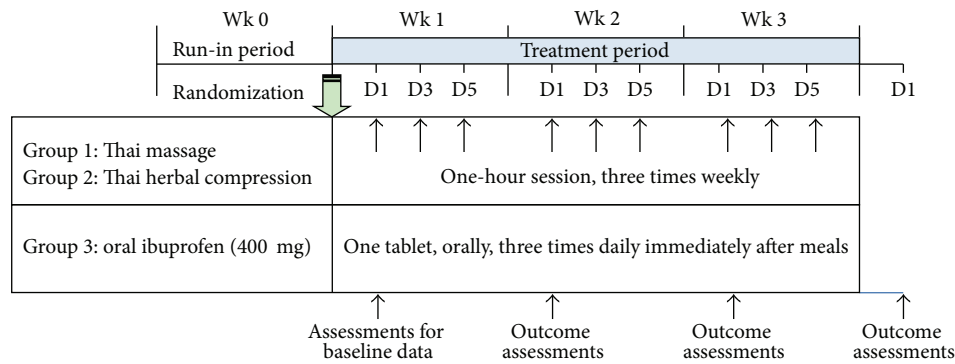 Wk 0
Wk 1
Wk 2
Wk 3
Run-in period
Treatment period
Randomization
D1 D3 D5 D1 D3 D5 D1 D3 D5 D1
Group 1: Thai massage
Group 2: Thai herbal compression
One-hour session, three times weekly
Group 3: oral ibuprofen (400 mg)
One tablet, orally, three times daily immediately after meals
Assessments for
baseline data
Outcome
assessments
Outcome
assessments
Outcome
assessments